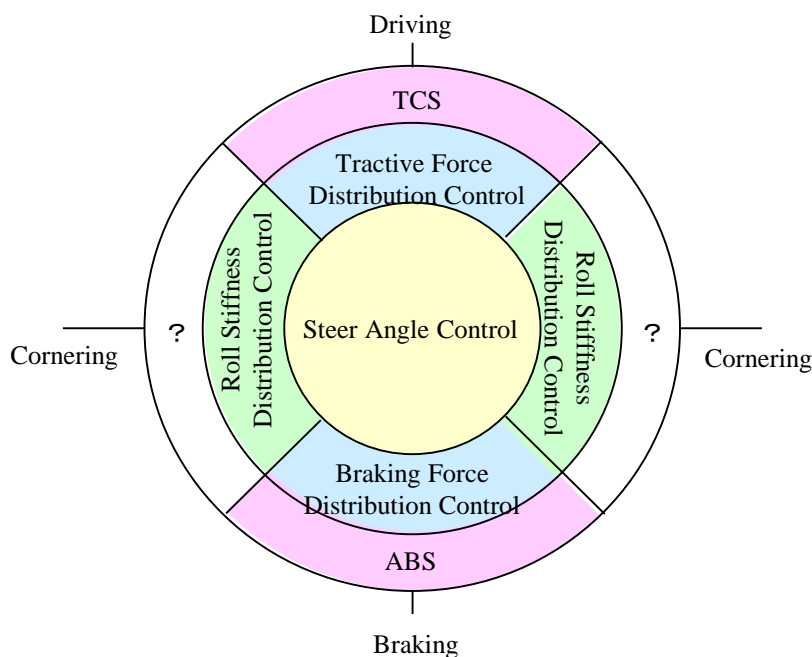 Driving
TCS
Tractive Force
Distribution Control
Roll Stiffness
Distribution Control
Roll Stifffness
Distribution Control
?
?
Steer Angle Control
Cornering
Cornering
Braking Force
Distribution Control
ABS
Braking